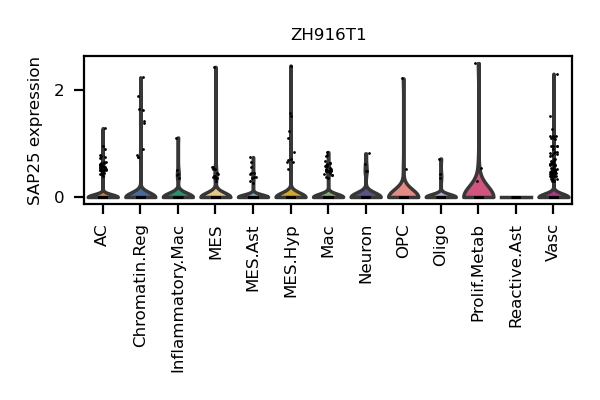 ZH916T1
SAP25 expression
2
0
AC
Chromatin.Reg
Inflammatory.Mac
MES
MES.Ast
MES.Hyp
Mac
Neuron
OPC
Oligo
Prolif.Metab
Reactive.Ast
Vasc